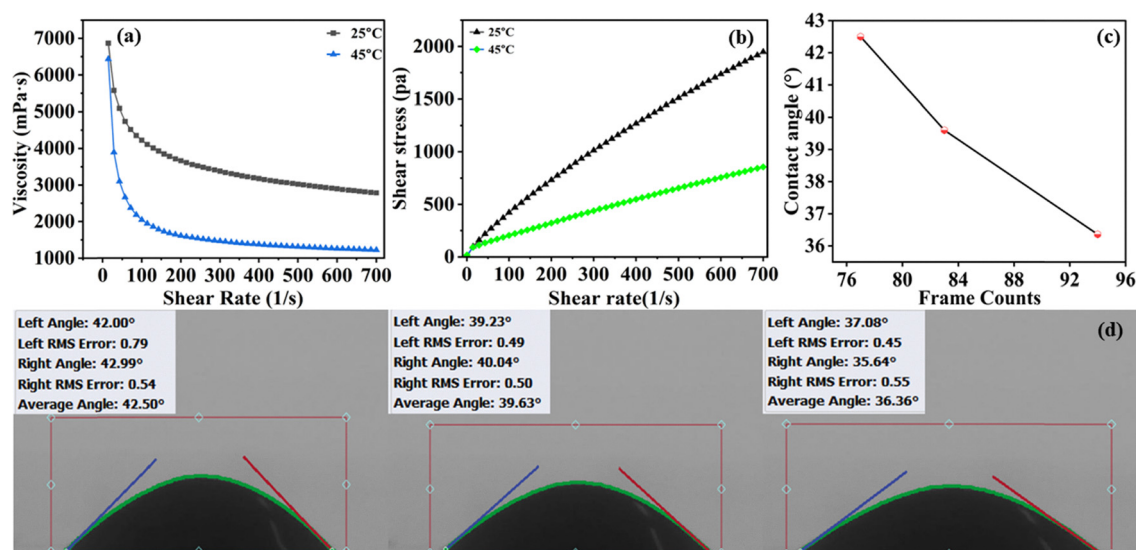 (a)
25°C
45°C
7000
6000
5000
4000
3000
2000
1000
Viscosity (mPa·s)
0 100 200 300 400 500 600 700
Shear Rate (1/s)
(b)
25°C
45°C
2000
1500
1000
500
0
Shear stress (pa)
0 100 200 300 400 500 600 700
Shear rate(1/s)
(c)
43
42
41
40
39
38
37
36
Contact angle (°)
76 80 84 88 92 96
Frame Counts
(d)
Left Angle: 42.00°
Left RMS Error: 0.79
Right Angle: 42.99°
Right RMS Error: 0.54
Average Angle: 42.50°
Left Angle: 39.23°
Left RMS Error: 0.49
Right Angle: 40.04°
Right RMS Error: 0.50
Average Angle: 39.63°
Left Angle: 37.08°
Left RMS Error: 0.45
Right Angle: 35.64°
Right RMS Error: 0.55
Average Angle: 36.36°